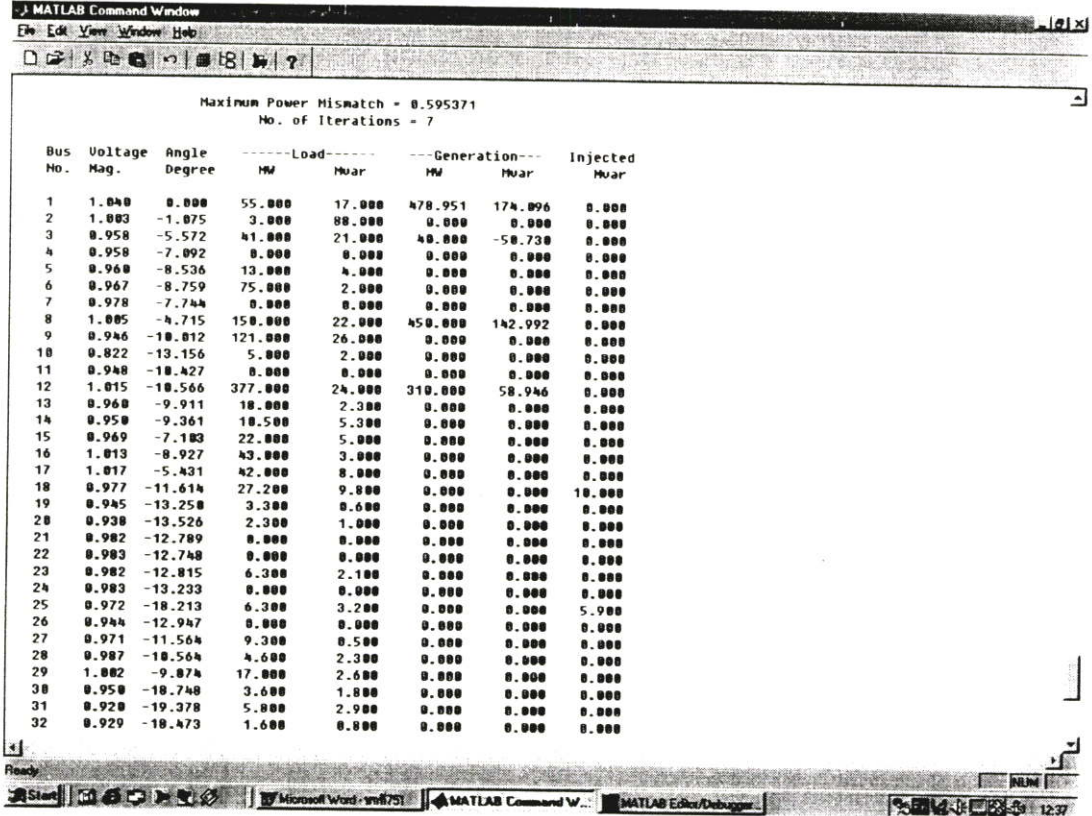 MATLAB Command Window
File Edit View Window Help
Maximum Power Mismatch = 0.595371
No. of Iterations = 7
Bus Voltage Angle ------Load------ ---Generation--- Injected
No. Mag. Degree MW Mvar MW Mvar Mvar
1 1.040 0.000 55.000 17.000 478.951 174.096 0.000
2 1.003 -1.075 3.000 88.000 0.000 0.000 0.000
3 0.958 -5.572 41.000 21.000 40.000 -50.730 0.000
4 0.958 -7.092 0.000 0.000 0.000 0.000 0.000
5 0.960 -8.536 13.000 4.000 0.000 0.000 0.000
6 0.967 -8.759 75.000 2.000 0.000 0.000 0.000
7 0.978 -7.744 0.000 0.000 0.000 0.000 0.000
8 1.005 -4.715 150.000 22.000 450.000 142.992 0.000
9 0.946 -10.012 121.000 26.000 0.000 0.000 0.000
10 0.822 -13.156 5.000 2.000 0.000 0.000 0.000
11 0.948 -10.427 0.000 0.000 0.000 0.000 0.000
12 1.015 -10.566 377.000 24.000 310.000 58.946 0.000
13 0.960 -9.911 18.000 2.300 0.000 0.000 0.000
14 0.950 -9.361 10.500 5.300 0.000 0.000 0.000
15 0.969 -7.183 22.000 5.000 0.000 0.000 0.000
16 1.013 -8.927 43.000 3.000 0.000 0.000 0.000
17 1.017 -5.431 42.000 8.000 0.000 0.000 0.000
18 0.977 -11.614 27.200 9.800 0.000 0.000 10.000
19 0.945 -13.250 3.300 0.600 0.000 0.000 0.000
20 0.938 -13.526 2.300 1.000 0.000 0.000 0.000
21 0.982 -12.789 0.000 0.000 0.000 0.000 0.000
22 0.983 -12.748 0.000 0.000 0.000 0.000 0.000
23 0.982 -12.815 6.300 2.100 0.000 0.000 0.000
24 0.983 -13.233 0.000 0.000 0.000 0.000 0.000
25 0.972 -18.213 6.300 3.200 0.000 0.000 5.900
26 0.944 -12.947 0.000 0.000 0.000 0.000 0.000
27 0.971 -11.564 9.300 0.500 0.000 0.000 0.000
28 0.987 -10.564 4.600 2.300 0.000 0.000 0.000
29 1.002 -9.874 17.000 2.600 0.000 0.000 0.000
30 0.950 -18.748 3.600 1.800 0.000 0.000 0.000
31 0.920 -19.378 5.800 2.900 0.000 0.000 0.000
32 0.929 -18.473 1.600 0.800 0.000 0.000 0.000
Ready NUM
Start Microsoft Word - MATLAB Command W... MATLAB Editor/Debugger... 12:37